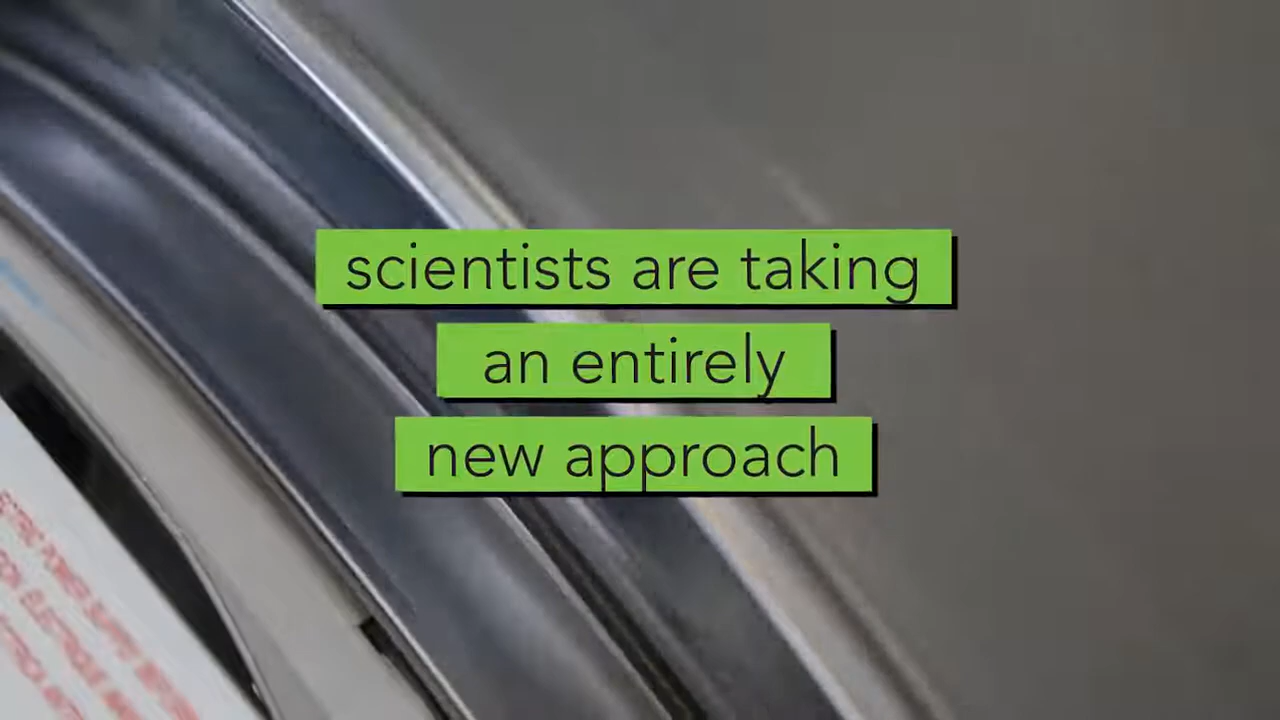 scientists are taking
an entirely
new approach